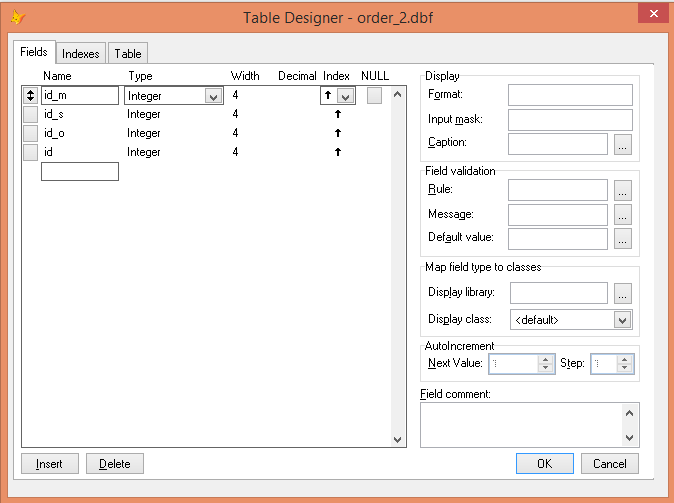 Table Designer - order_2.dbf
Fields Indexes Table
Name Type Width Decimal Index NULL
id_m Integer 4
id_s Integer 4
id_o Integer 4
id Integer 4
Display
Format:
Input mask:
Caption: ...
Field validation
Rule: ...
Message: ...
Default value: ...
Map field type to classes
Display library: ...
Display class: <default>
AutoIncrement
Next Value: 1 Step: 1
Field comment:
Insert Delete OK Cancel